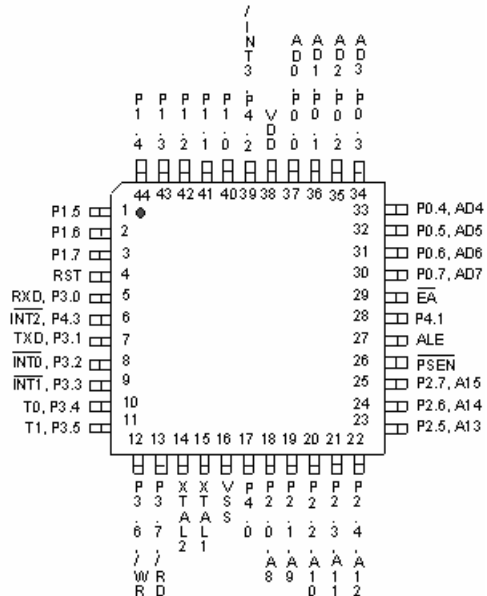 P1.4
P1.3
P1.2
P1.1
P1.0
/INT3,P4.2
VDD
AD0,P0.0
AD1,P0.1
AD2,P0.2
AD3,P0.3
44 43 42 41 40 39 38 37 36 35 34
P1.5 1
P1.6 2
P1.7 3
RST 4
RXD, P3.0 5
INT2, P4.3 6
TXD, P3.1 7
INT0, P3.2 8
INT1, P3.3 9
T0, P3.4 10
T1, P3.5 11
33 P0.4, AD4
32 P0.5, AD5
31 P0.6, AD6
30 P0.7, AD7
29 EA
28 P4.1
27 ALE
26 PSEN
25 P2.7, A15
24 P2.6, A14
23 P2.5, A13
12 13 14 15 16 17 18 19 20 21 22
P3.6,/WR
P3.7,/RD
XTAL2
XTAL1
VSS
P4.0
P2.0,A8
P2.1,A9
P2.2,A10
P2.3,A11
P2.4,A12